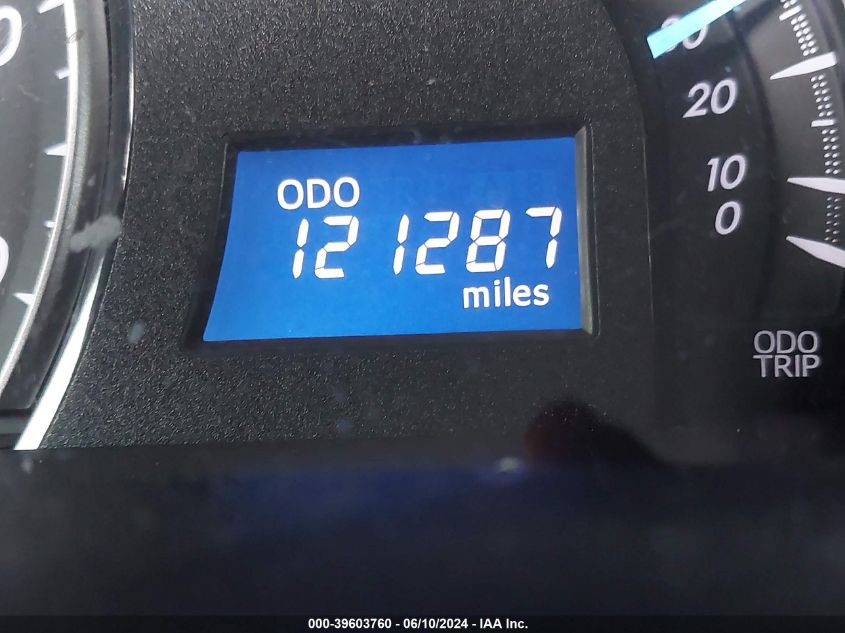 ODO
121287
miles
20
10
0
ODO
TRIP
000-39603760 - 06/10/2024 - IAA Inc.